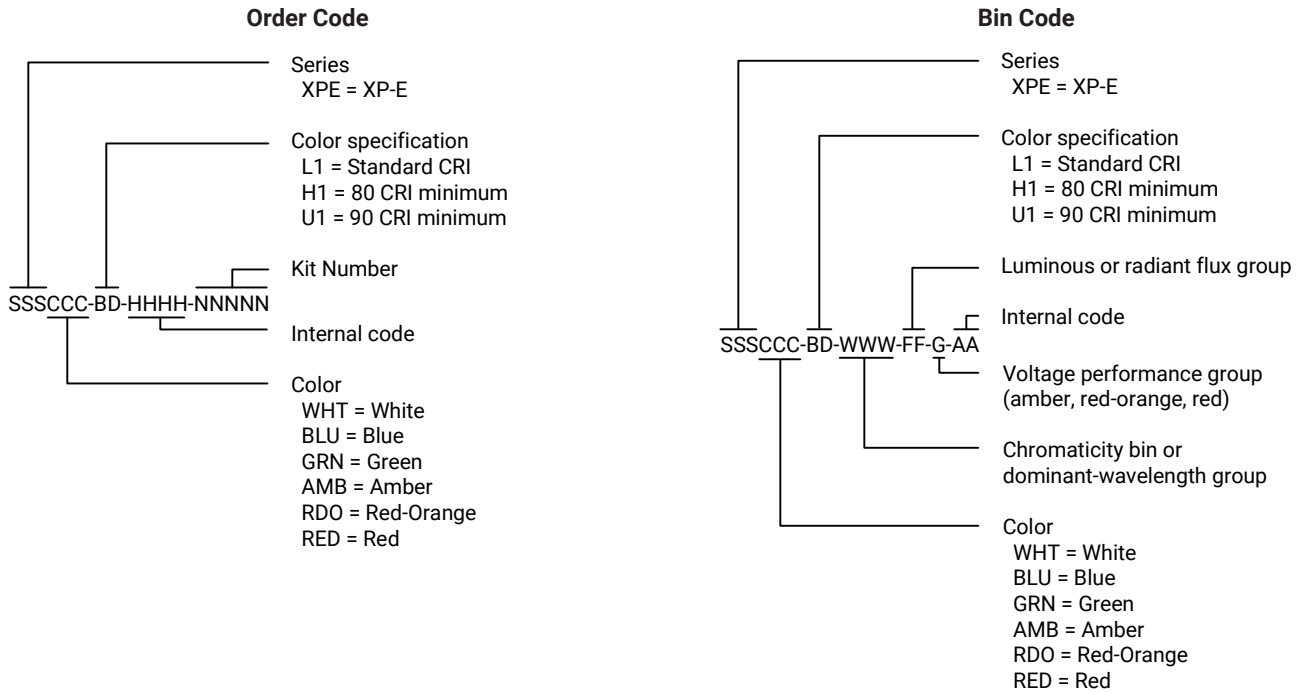 Order Code
Series
XPE = XP-E
Color specification
L1 = Standard CRI
H1 = 80 CRI minimum
U1 = 90 CRI minimum
Kit Number
SSSCCC-BD-HHHH-NNNNN
Internal code
Color
WHT = White
BLU = Blue
GRN = Green
AMB = Amber
RDO = Red-Orange
RED = Red
Bin Code
Series
XPE = XP-E
Color specification
L1 = Standard CRI
H1 = 80 CRI minimum
U1 = 90 CRI minimum
Luminous or radiant flux group
Internal code
SSSCCC-BD-WWW-FF-G-AA
Voltage performance group
(amber, red-orange, red)
Chromaticity bin or
dominant-wavelength group
Color
WHT = White
BLU = Blue
GRN = Green
AMB = Amber
RDO = Red-Orange
RED = Red